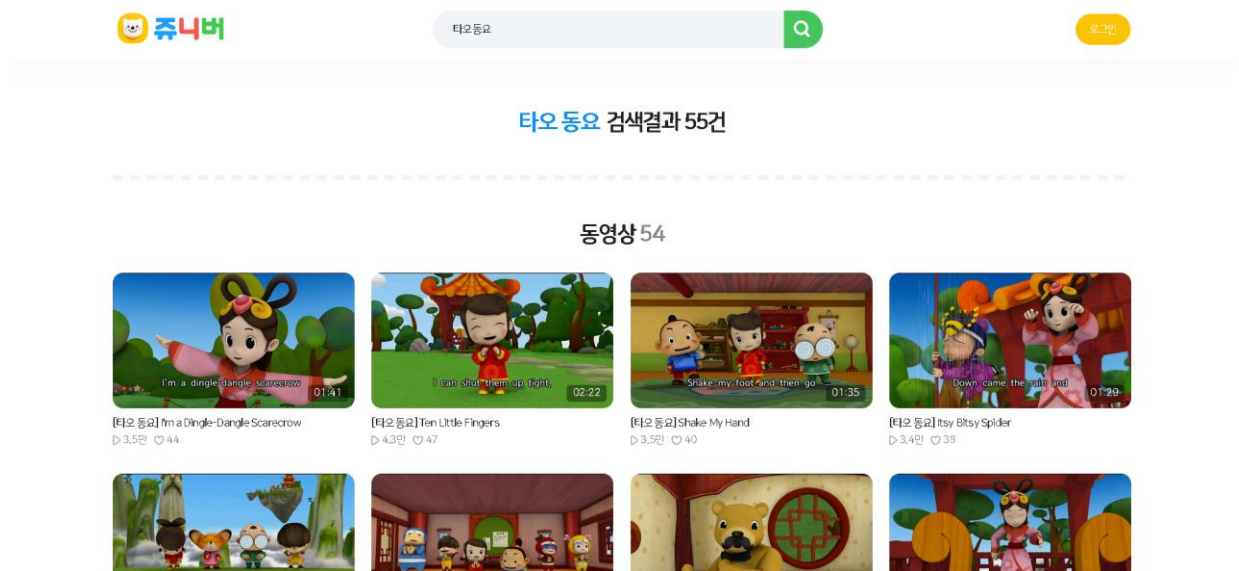 쥬니버
타오동요
로그인
타오 동요 검색결과 55건
동영상 54
I'm a dingle-dangle scarecrow
01:41
I can shut them up tight,
02:22
Shake my foot and then go
01:35
Down came the rain and
01:29
[타오 동요] I'm a Dingle-Dangle Scarecrow
[타오 동요] Ten Little Fingers
[타오 동요] Shake My Hand
[타오 동요] Itsy Bitsy Spider
3.5만 44
4.3만 47
3.5만 40
3.4만 38